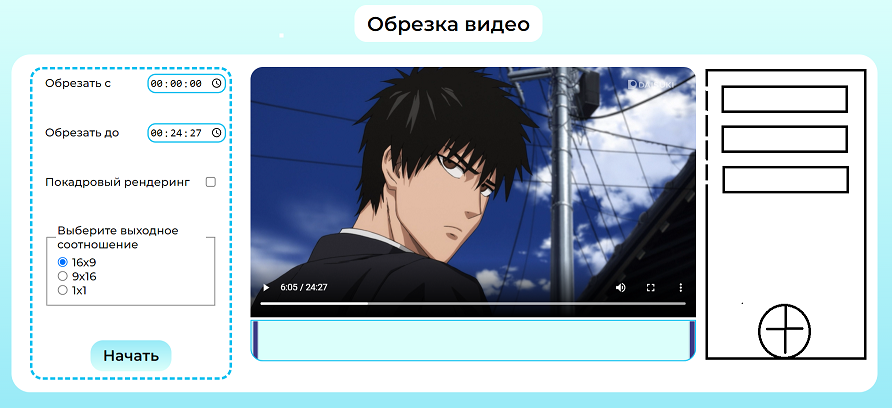 Обрезка видео
Обрезать с 00:00:00
Обрезать до 00:24:27
Покадровый рендеринг
Выберите выходное
соотношение
16x9
9x16
1x1
Начать
6:05 / 24:27